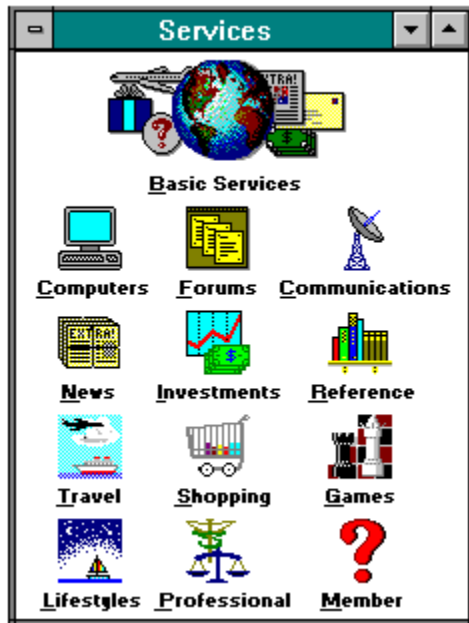 Services
EXTRA!
?
$
Basic Services
Computers Forums Communications
EXTRA!
$
News Investments Reference
Travel Shopping Games
?
Lifestyles Professional Member